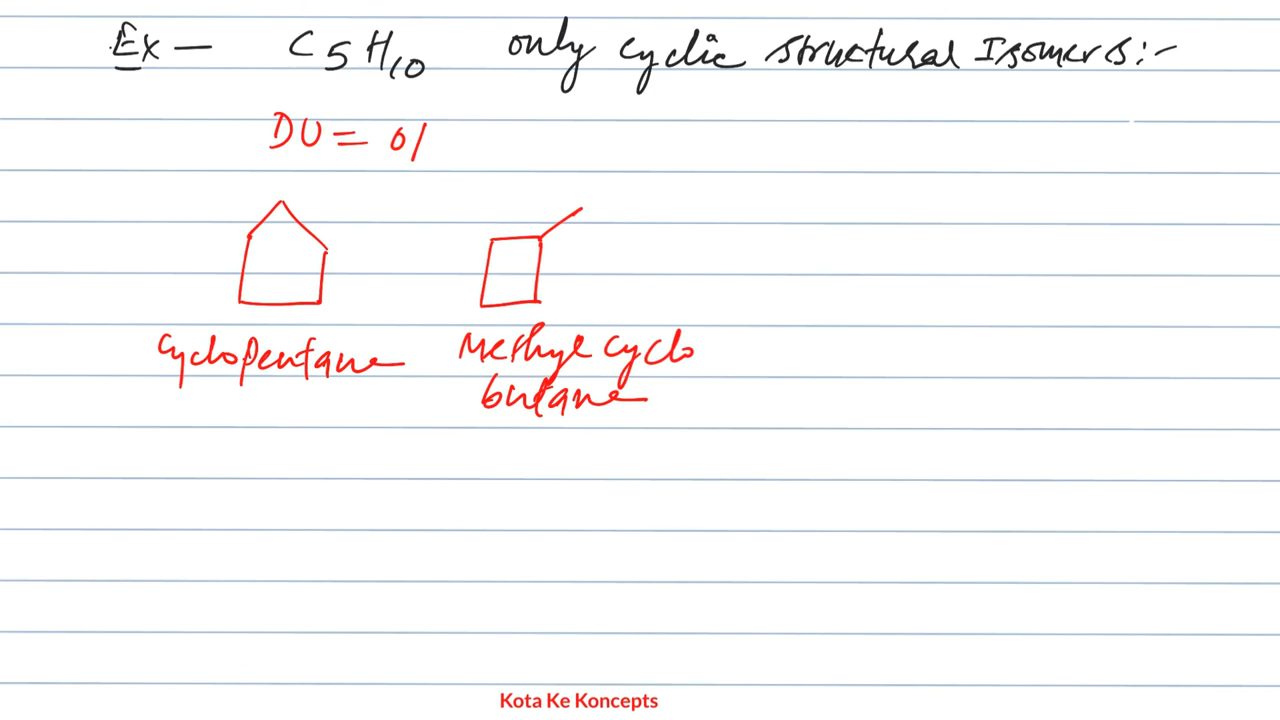 Ex — C5H10 only cyclic structural Isomers:-
DU = 01
Cyclopentane
Methyl cyclo
butane
Kota Ke Koncepts